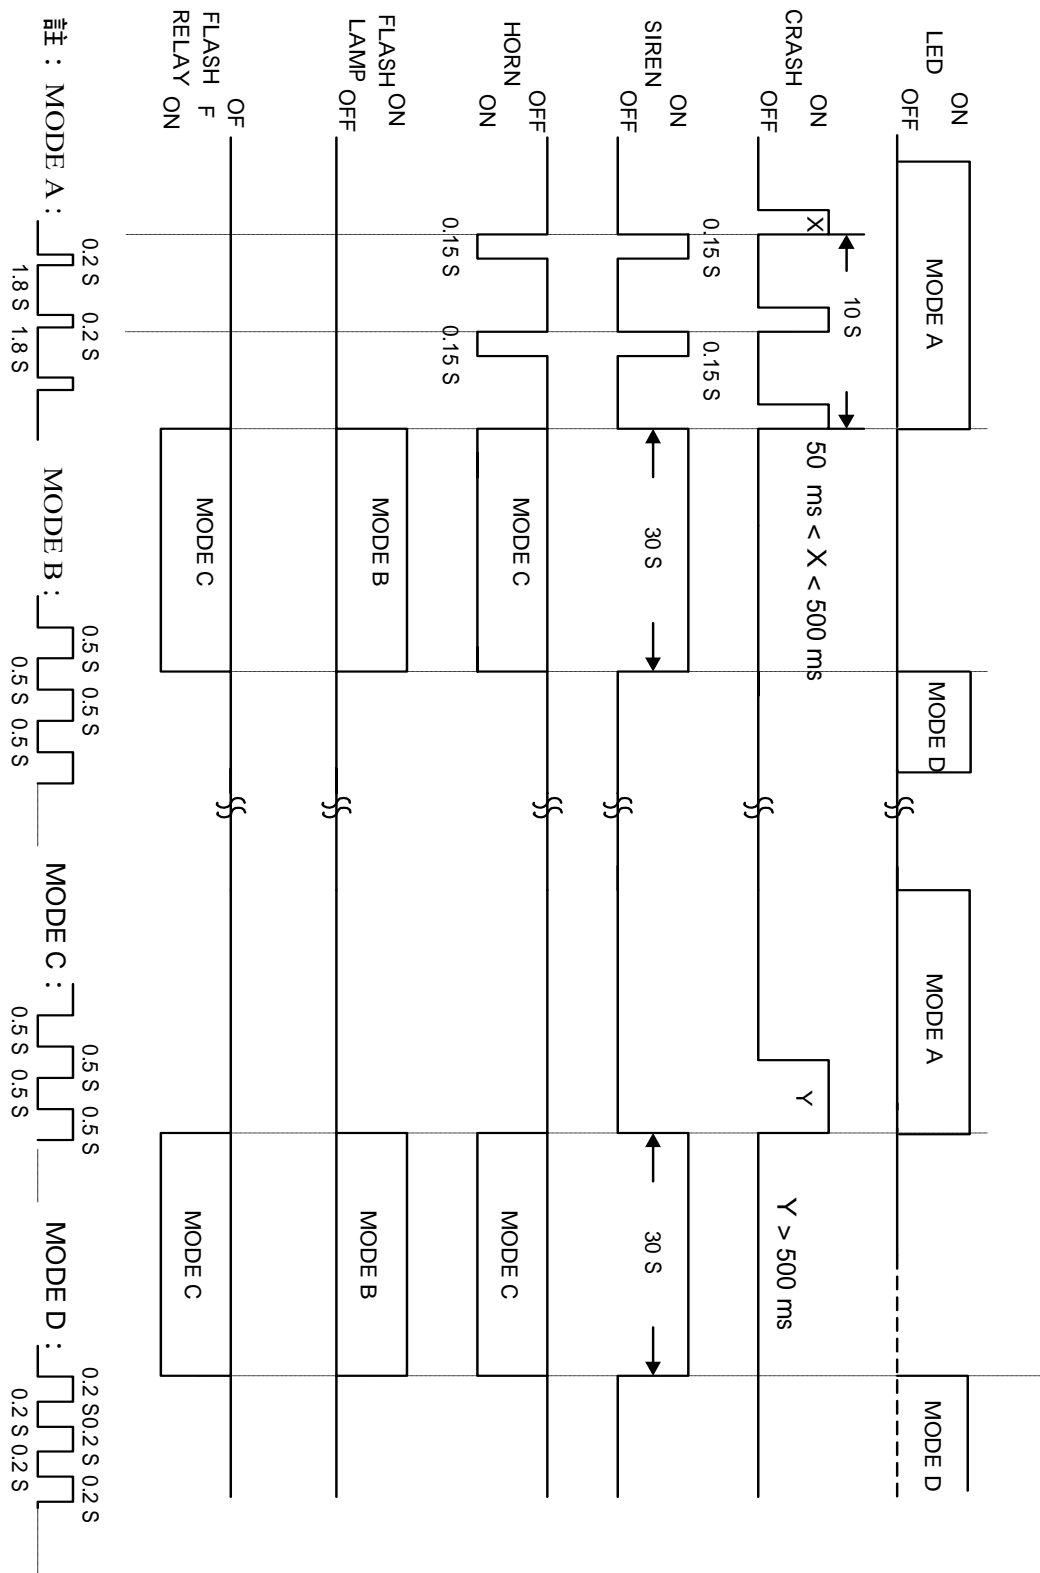 LED
ON
OFF
MODE A
MODE D
MODE A
MODE D
CRASH
ON
OFF
X
10 S
50 ms < X < 500 ms
Y
Y > 500 ms
SIREN
ON
OFF
0.15 S
0.15 S
30 S
30 S
HORN
OFF
ON
0.15 S
0.15 S
MODE C
MODE C
FLASH
LAMP
ON
OFF
MODE B
MODE B
FLASH
RELAY
OF
F
ON
MODE C
MODE C
註 : MODE A :
0.2 S
0.2 S
1.8 S
1.8 S
MODE B :
0.5 S
0.5 S
0.5 S
0.5 S
MODE C :
0.5 S
0.5 S
0.5 S
0.5 S
MODE D :
0.2 S
0.2 S
0.2 S
0.2 S
0.2 S